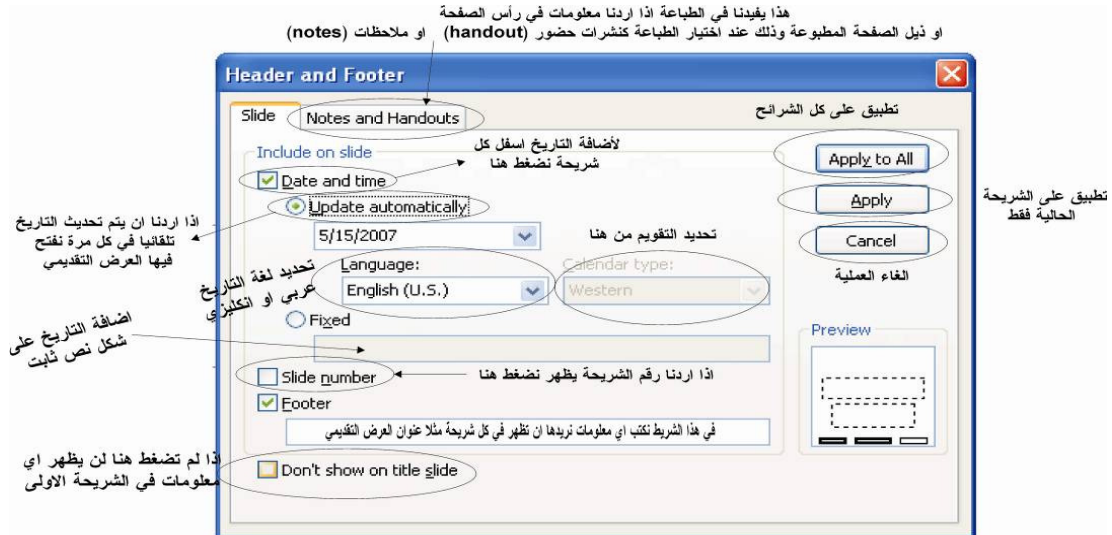 هذا يفيدنا في الطباعة اذا اردنا معلومات في رأس الصفحة
او ذيل الصفحة المطبوعة وذلك عند اختيار الطباعة كنشرات حضور (handout) او ملاحظات (notes)
Header and Footer
Slide
Notes and Handouts
تطبيق على كل الشرائح
Include on slide
لأضافة التاريخ اسفل كل
شريحة نضغط هنا
Apply to All
Date and time
Update automatically
Apply
تطبيق على الشريحة
الحالية فقط
اذا اردنا ان يتم تحديث التاريخ
تلقائيا في كل مرة نفتح
فيها العرض التقديمي
5/15/2007
تحديد التقويم من هنا
Cancel
الغاء العملية
تحديد لغة التاريخ
عربي او انكليزي
Language:
Calendar type:
English (U.S.)
Western
Fixed
اضافة التاريخ على
شكل نص ثابت
Preview
Slide number
اذا اردنا رقم الشريحة يظهر نضغط هنا
Footer
في هذا الشريط نكتب اي معلومات نريدها ان تظهر في كل شريحة مثلا عنوان العرض التقديمي
اذا لم تضغط هنا لن يظهر اي
معلومات في الشريحة الاولى
Don't show on title slide